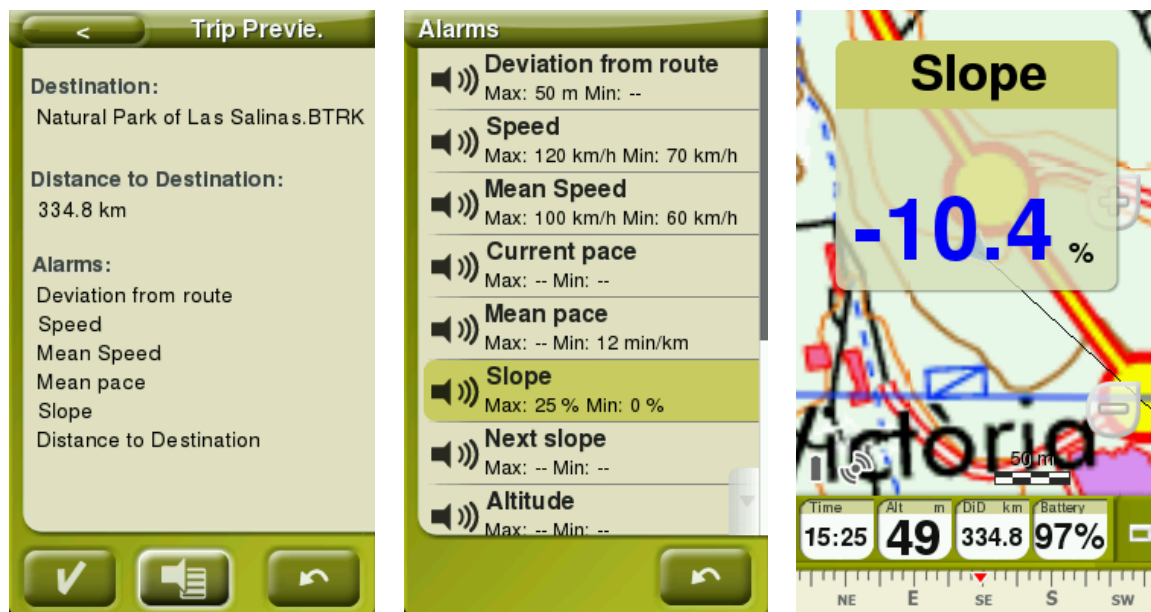 <
Trip Previe.
Destination:
Natural Park of Las Salinas.BTRK
Distance to Destination:
334.8 km
Alarms:
Deviation from route
Speed
Mean Speed
Mean pace
Slope
Distance to Destination
Alarms
Deviation from route
Max: 50 m Min: --
Speed
Max: 120 km/h Min: 70 km/h
Mean Speed
Max: 100 km/h Min: 60 km/h
Current pace
Max: -- Min: --
Mean pace
Max: -- Min: 12 min/km
Slope
Max: 25 % Min: 0 %
Next slope
Max: -- Min: --
Altitude
Max: -- Min: --
Slope
-10.4 %
Victòria
50 m
Time
15:25
Alt m
49
DiD km
334.8
Battery
97%
NE E SE S SW